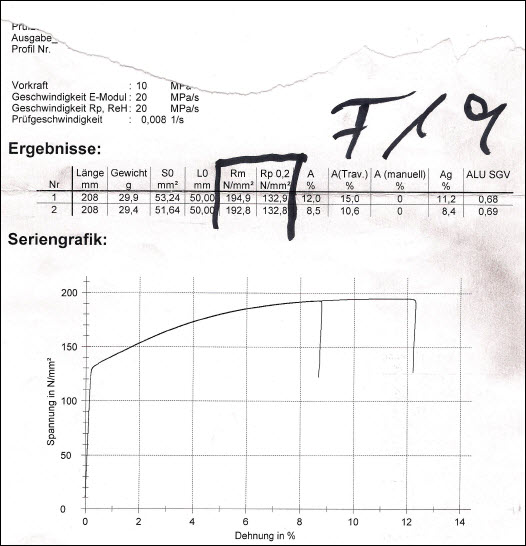 Ausgabe_
Profil Nr.
Vorkraft : 10 MPa
Geschwindigkeit E-Modul : 20 MPa/s
Geschwindigkeit Rp, ReH : 20 MPa/s
Prüfgeschwindigkeit : 0,008 1/s
F19
Ergebnisse:
Länge Gewicht S0 L0 Rm Rp 0,2 A A(Trav.) A (manuell) Ag ALU SGV
Nr mm g mm² mm N/mm² N/mm² % % % %
1 208 29,9 53,24 50,00 194,9 132,9 12,0 15,0 0 11,2 0,68
2 208 29,4 51,64 50,00 192,8 132,8 8,5 10,6 0 8,4 0,69
Seriengrafik:
200
150
100
50
0
Spannung in N/mm²
0 2 4 6 8 10 12 14
Dehnung in %